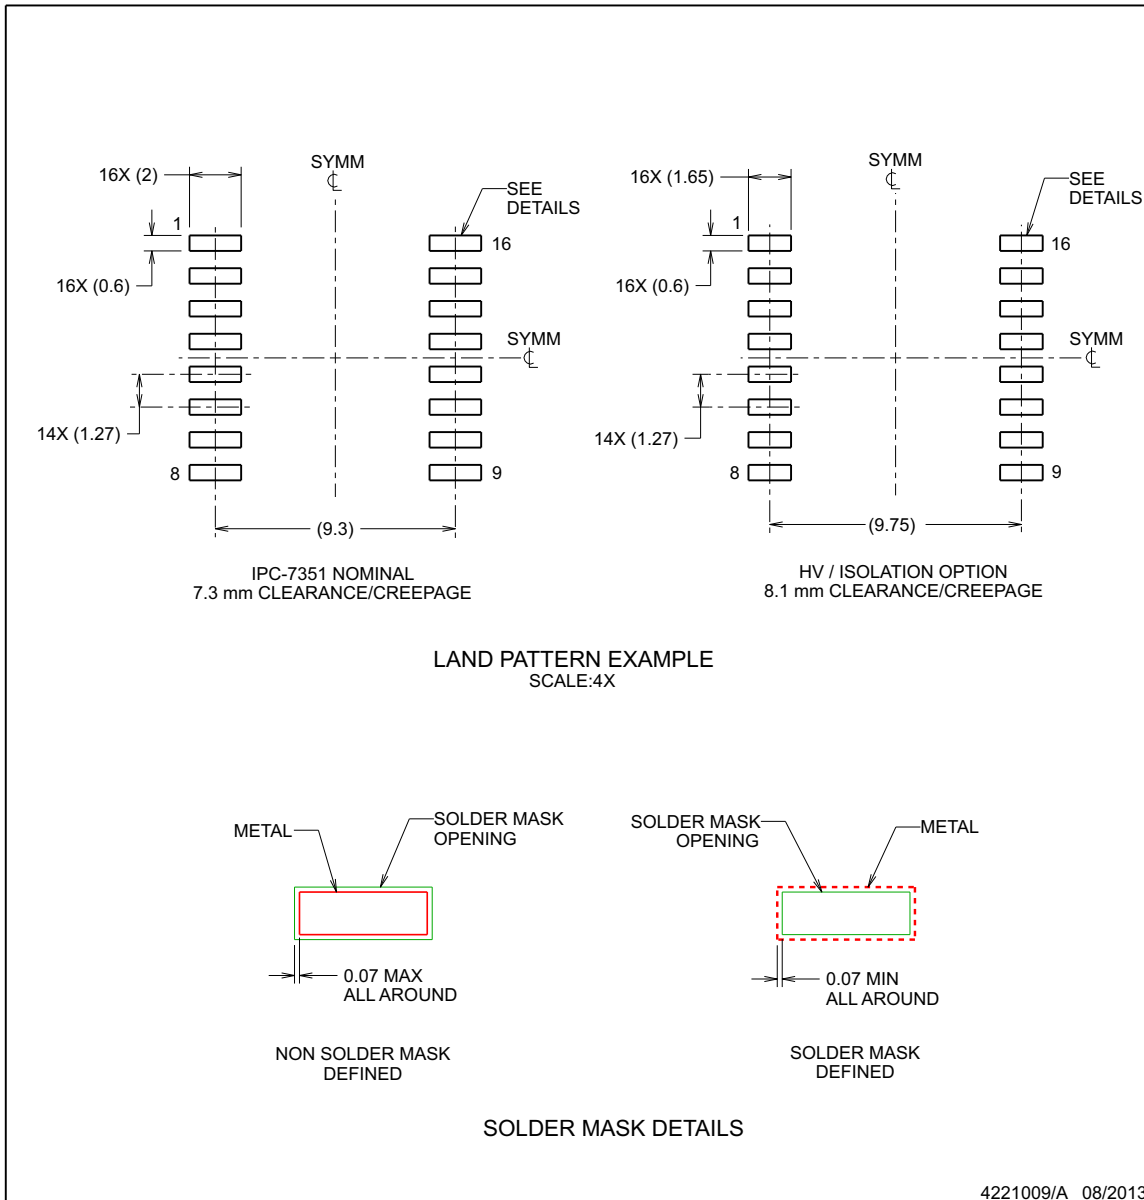 SYMM
℄
16X (2)
SEE
DETAILS
1
16
16X (0.6)
SYMM
℄
14X (1.27)
8
9
(9.3)
IPC-7351 NOMINAL
7.3 mm CLEARANCE/CREEPAGE
SYMM
℄
16X (1.65)
SEE
DETAILS
1
16
16X (0.6)
SYMM
℄
14X (1.27)
8
9
(9.75)
HV / ISOLATION OPTION
8.1 mm CLEARANCE/CREEPAGE
LAND PATTERN EXAMPLE
SCALE:4X
METAL
SOLDER MASK
OPENING
0.07 MAX
ALL AROUND
NON SOLDER MASK
DEFINED
SOLDER MASK
OPENING
METAL
0.07 MIN
ALL AROUND
SOLDER MASK
DEFINED
SOLDER MASK DETAILS
4221009/A 08/2013